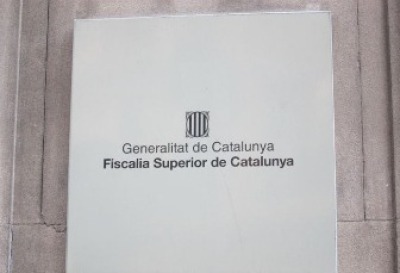 Generalitat de Catalunya
Fiscalia Superior de Catalunya